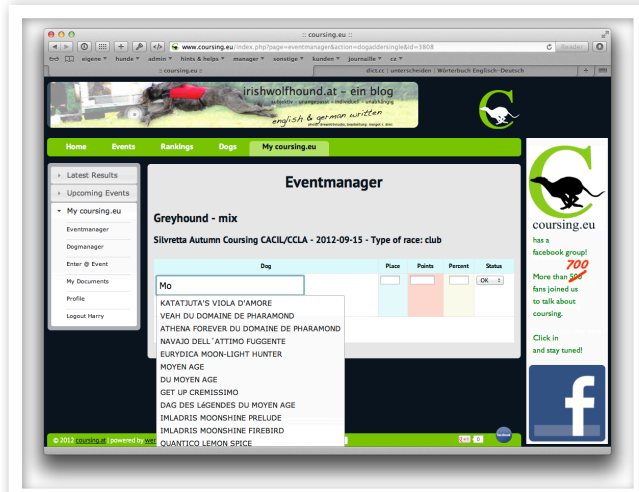 :: coursing.eu ::
www.coursing.eu/index.php?page=eventmanager&action=dogaddersingle&id=3808
Reader
eigene hunde admin hints & helps manager sonstige kunden journaille cz
:: coursing.eu :: dict.cc | unterscheiden | Wörterbuch Englisch-Deutsch
irishwolfhound.at – ein blog
subjektiv - unangepasst - individuell - unabhängig
english & german written
Home Events Rankings Dogs My coursing.eu
Latest Results
Upcoming Events
My coursing.eu
Eventmanager
Dogmanager
Enter @ Event
My Documents
Profile
Logout Harry
Eventmanager
Greyhound - mix
Silvretta Autumn Coursing CACIL/CCLA - 2012-09-15 - Type of race: club
Dog Place Points Percent Status
Mo OK
KATATJUTA'S VIOLA D'AMORE
VEAH DU DOMAINE DE PHARAMOND
ATHENA FOREVER DU DOMAINE DE PHARAMOND
NAVAJO DELL´ATTIMO FUGGENTE
EURYDICA MOON-LIGHT HUNTER
MOYEN AGE
DU MOYEN AGE
GET UP CREMISSIMO
DAG DES LéGENDES DU MOYEN AGE
IMLADRIS MOONSHINE PRELUDE
IMLADRIS MOONSHINE FIREBIRD
QUANTICO LEMON SPICE
coursing.eu
has a
facebook group!
700
More than 500
fans joined us
to talk about
coursing.
Click in
and stay tuned!
f
© 2012 coursing.at | powered by
0
facebook